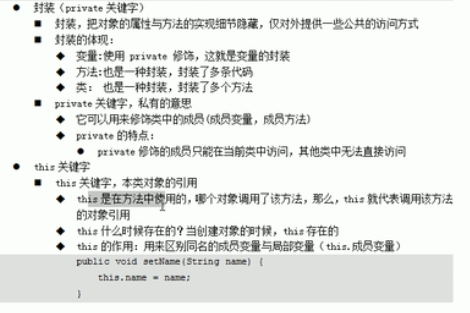 封装（private 关键字）
封装，把对象的属性与方法的实现细节隐藏，仅对外提供一些公共的访问方式
封装的体现：
变量:使用 private 修饰，这就是变量的封装
方法:也是一种封装，封装了多条代码
类： 也是一种封装，封装了多个方法
private 关键字，私有的意思
它可以用来修饰类中的成员(成员变量，成员方法)
private 的特点：
private 修饰的成员只能在当前类中访问，其他类中无法直接访问
this 关键字
this 关键字，本类对象的引用
this 是在方法中使用的，哪个对象调用了该方法，那么，this 就代表调用该方法
的对象引用
this 什么时候存在的？当创建对象的时候，this 存在的
this 的作用：用来区别同名的成员变量与局部变量（this.成员变量）
public void setName(String name) {
this.name = name;
}